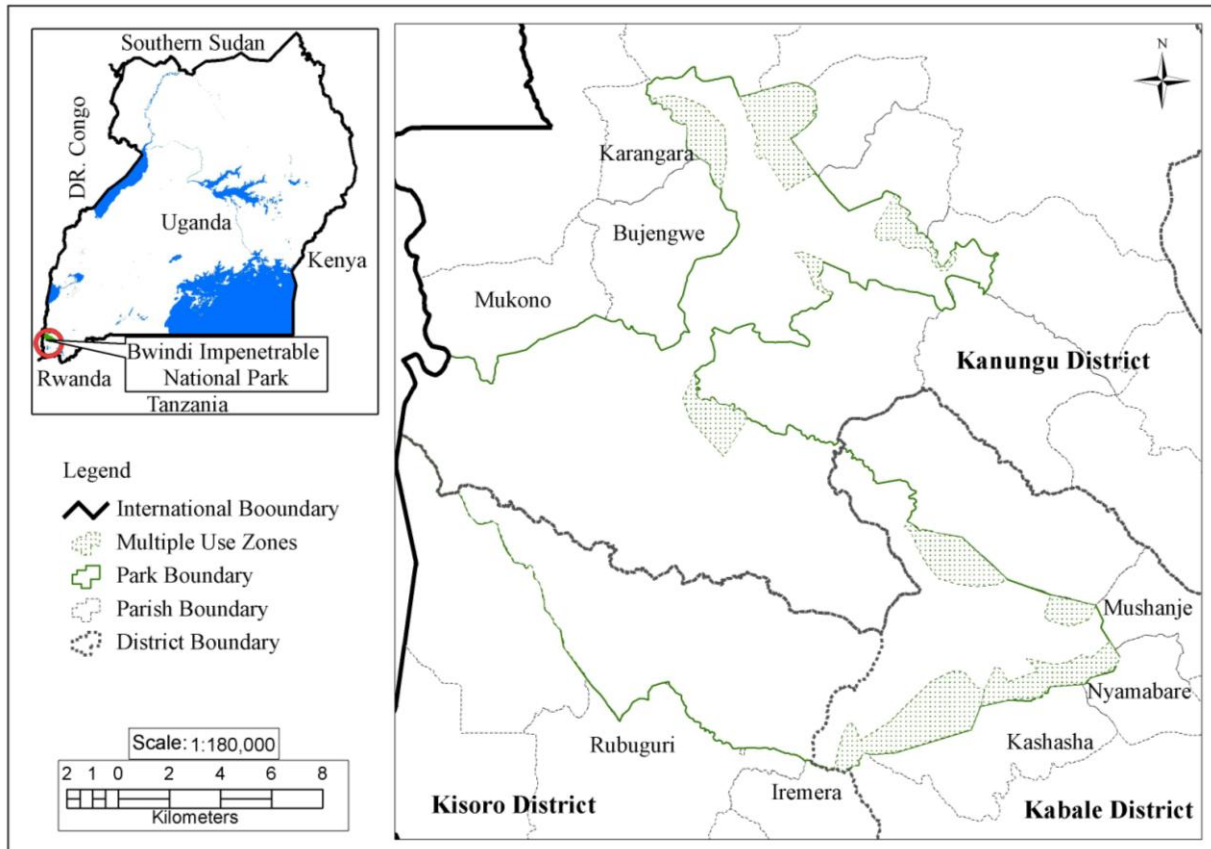 Southern Sudan
DR. Congo
Uganda
Kenya
Bwindi Impenetrable
National Park
Rwanda
Tanzania
Legend
International Booundary
Multiple Use Zones
Park Boundary
Parish Boundary
District Boundary
Scale: 1:180,000
2 1 0 2 4 6 8
Kilometers
N
Karangara
Bujengwe
Mukono
Kanungu District
Mushanje
Nyamabare
Rubuguri
Kashasha
Iremera
Kisoro District
Kabale District